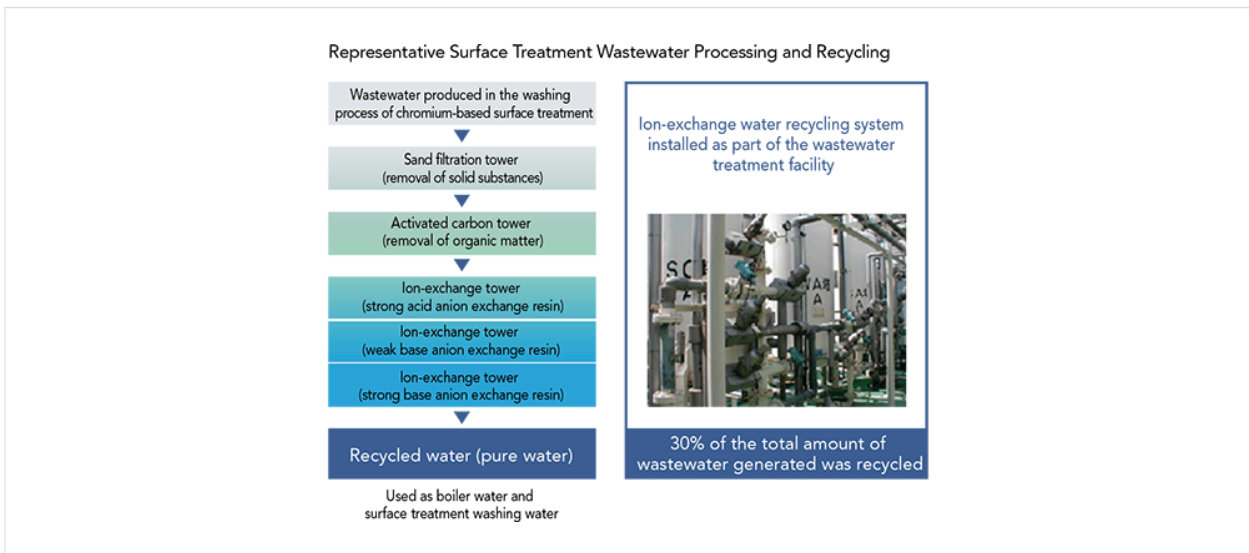 Representative Surface Treatment Wastewater Processing and Recycling
Wastewater produced in the washing
process of chromium-based surface treatment
Sand filtration tower
(removal of solid substances)
Activated carbon tower
(removal of organic matter)
Ion-exchange tower
(strong acid anion exchange resin)
Ion-exchange tower
(weak base anion exchange resin)
Ion-exchange tower
(strong base anion exchange resin)
Recycled water (pure water)
Used as boiler water and
surface treatment washing water
Ion-exchange water recycling system
installed as part of the wastewater
treatment facility
A
A
30% of the total amount of
wastewater generated was recycled